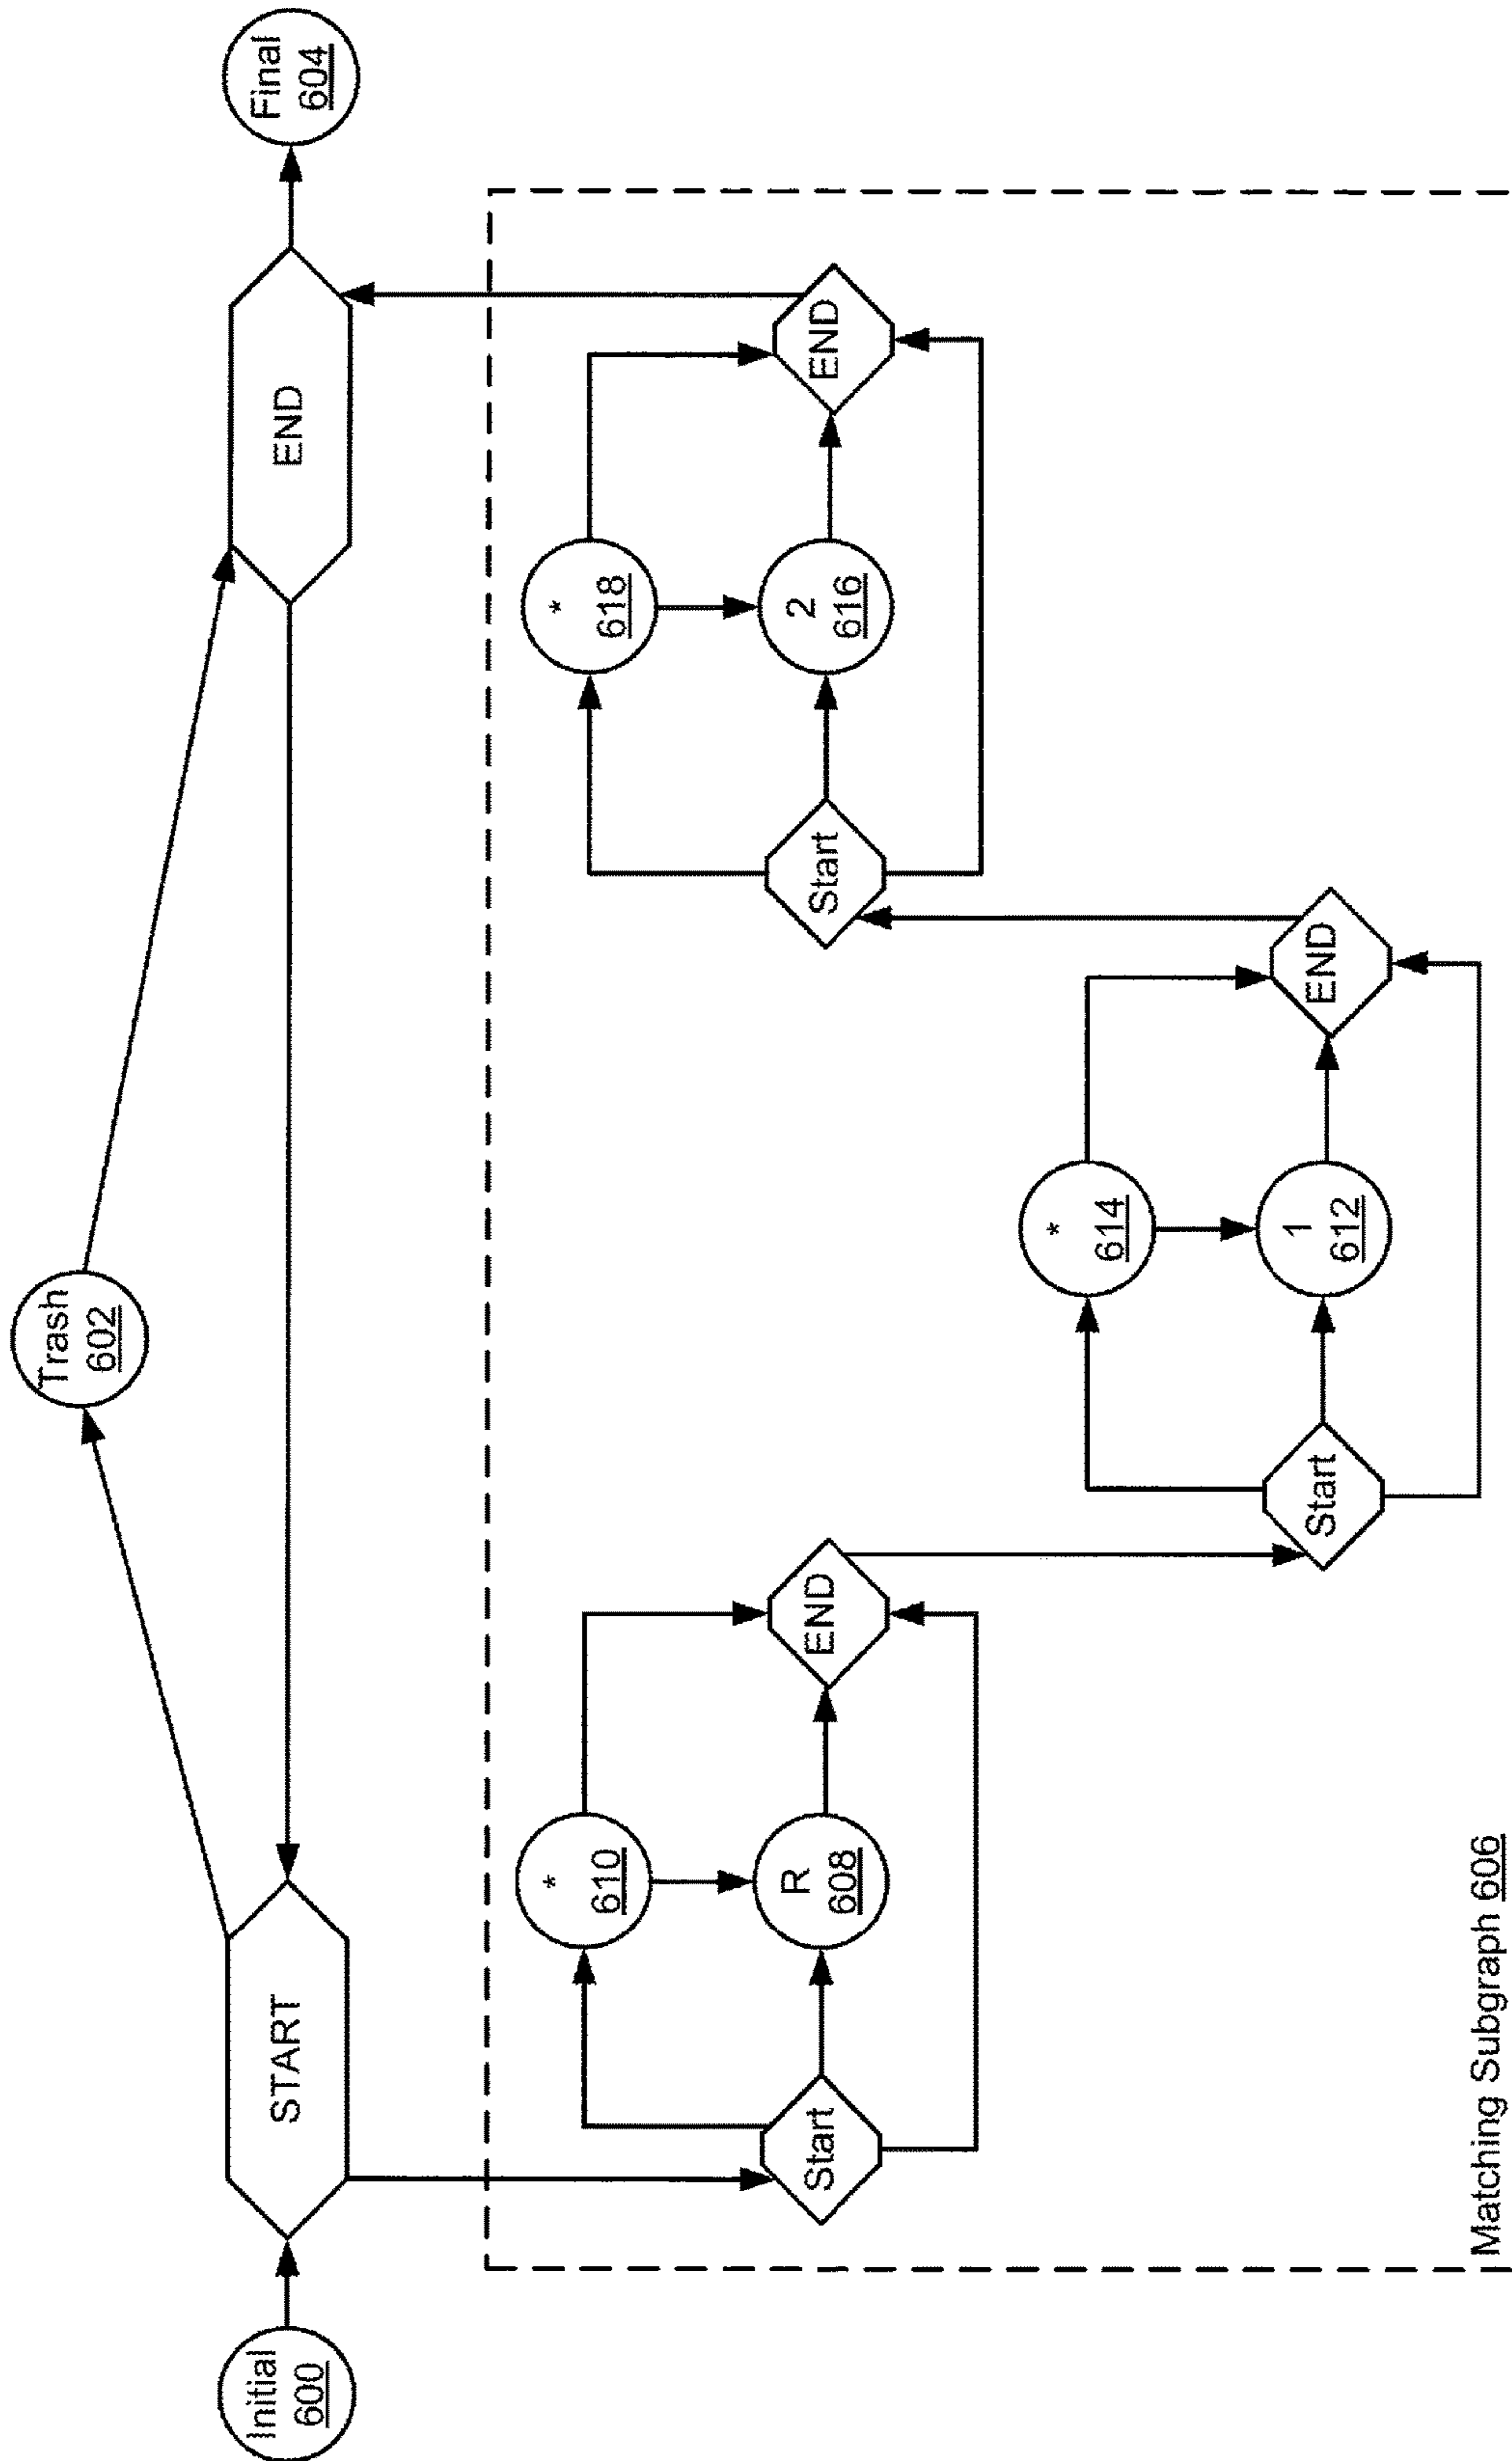 Initial
600
START
Trash
602
END
Final
604
Start
*
610
R
608
END
Start
*
614
1
612
END
Start
*
618
2
616
END
Matching Subgraph 606